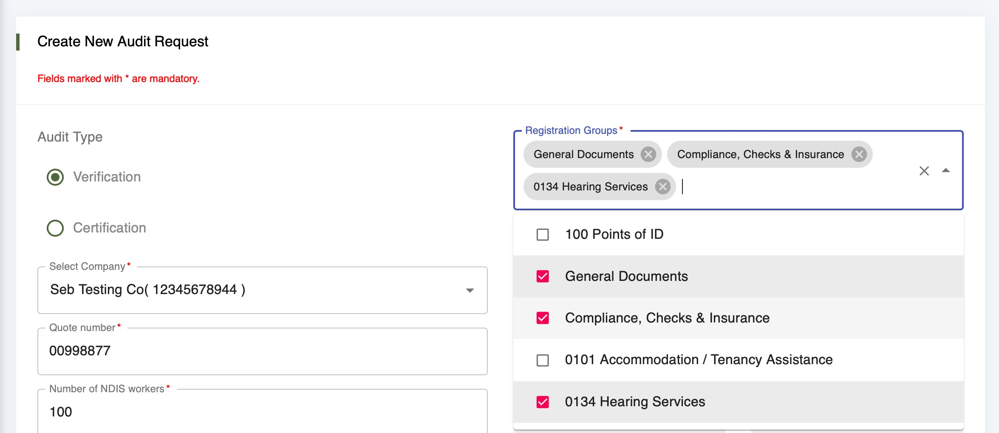 Create New Audit Request
Fields marked with * are mandatory.
Audit Type
Verification
Certification
Select Company *
Seb Testing Co( 12345678944 )
Quote number *
00998877
Number of NDIS workers *
100
Registration Groups *
General Documents
Compliance, Checks & Insurance
0134 Hearing Services
100 Points of ID
General Documents
Compliance, Checks & Insurance
0101 Accommodation / Tenancy Assistance
0134 Hearing Services